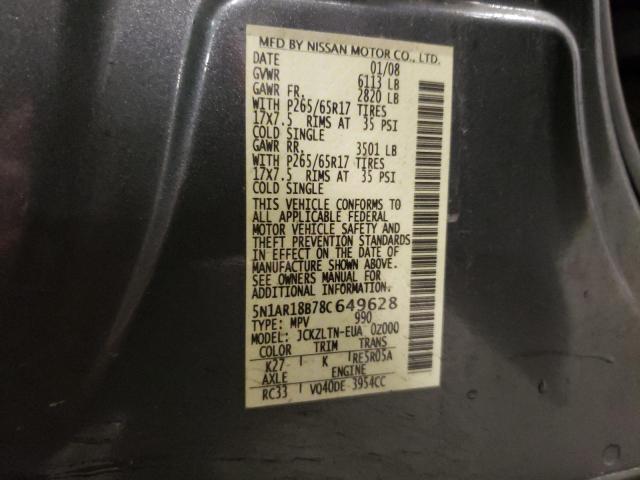 MFD BY NISSAN MOTOR CO., LTD.
DATE 01/08
GVWR 6113 LB
GAWR FR. 2820 LB
WITH P265/65R17 TIRES
17X7.5 RIMS AT 35 PSI
COLD SINGLE
GAWR RR. 3501 LB
WITH P265/65R17 TIRES
17X7.5 RIMS AT 35 PSI
COLD SINGLE
THIS VEHICLE CONFORMS TO
ALL APPLICABLE FEDERAL
MOTOR VEHICLE SAFETY AND
THEFT PREVENTION STANDARDS
IN EFFECT ON THE DATE OF
MANUFACTURE SHOWN ABOVE.
SEE OWNERS MANUAL FOR
ADDITIONAL INFORMATION.
5N1AR18B78C649628
TYPE: MPV 990
MODEL: JCKZLTN-EUA 0Z000
COLOR TRIM TRANS
K27 K RE5R05A
AXLE ENGINE
RC33 VQ40DE 3954CC